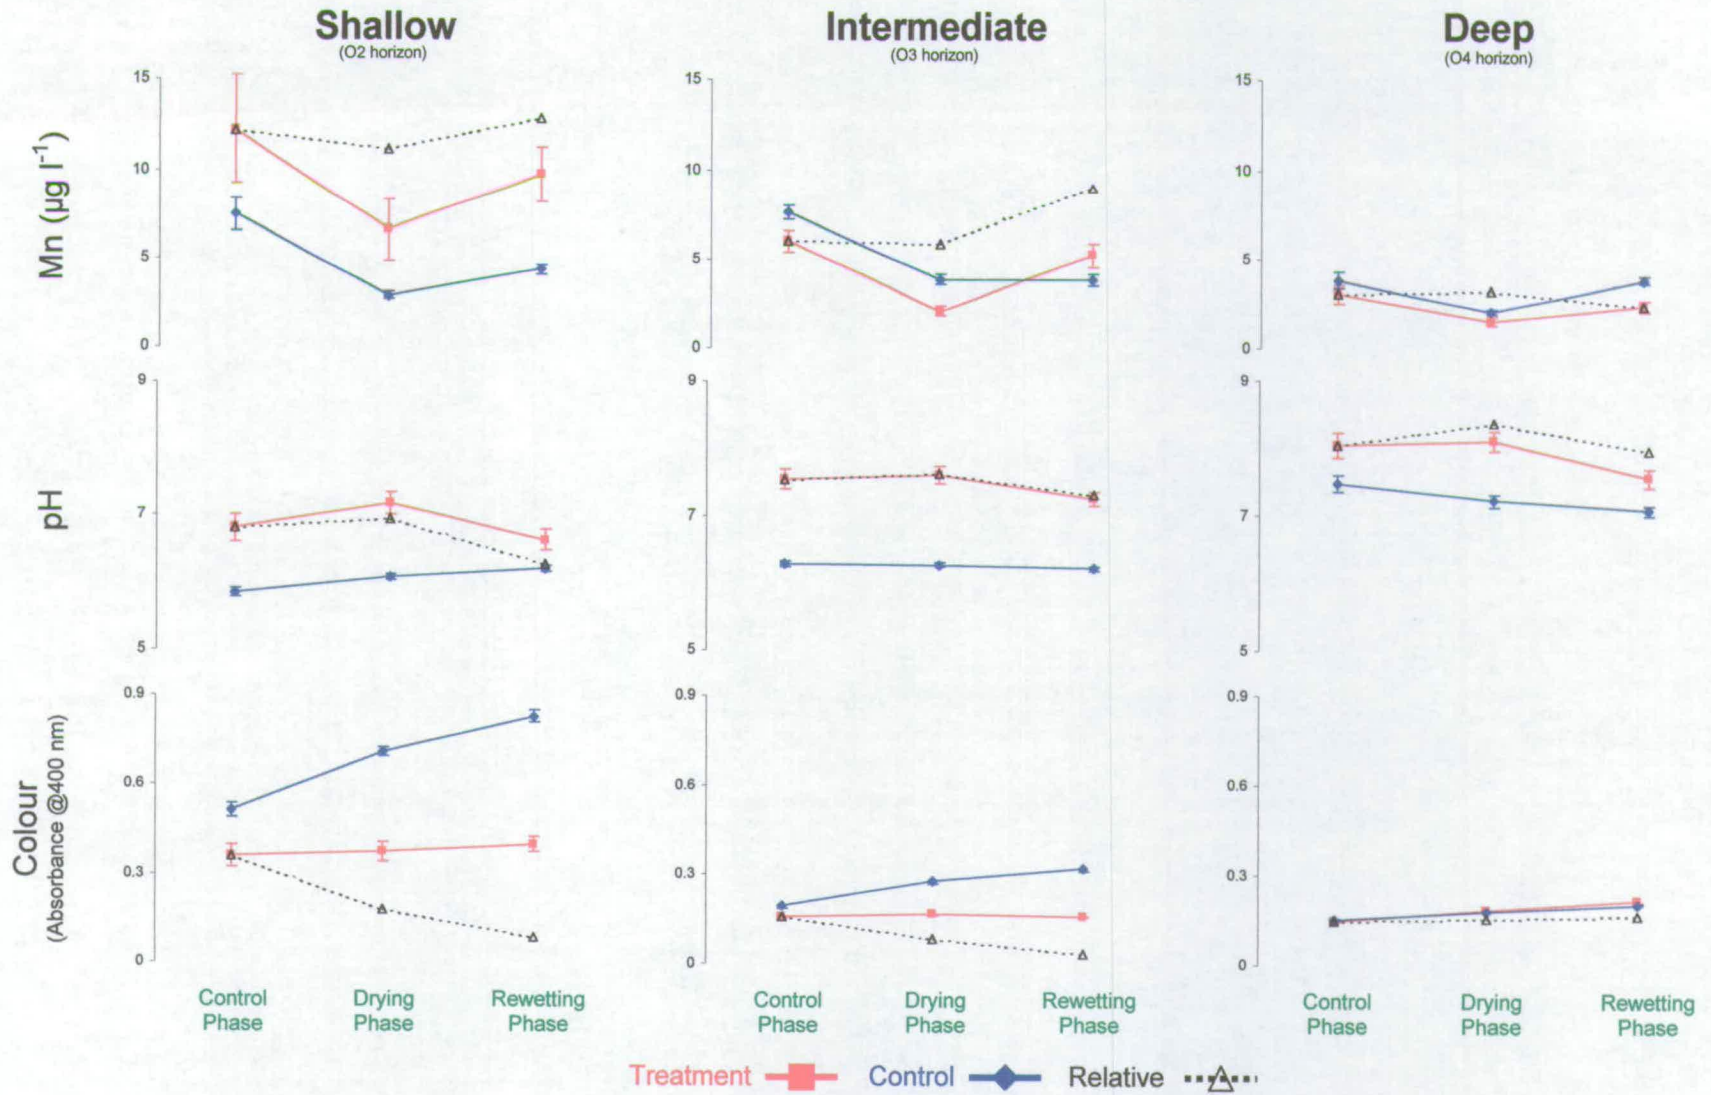 Shallow
(O2 horizon)
Intermediate
(O3 horizon)
Deep
(O4 horizon)
Mn (µg l⁻¹)
15
10
5
0
15
10
5
0
15
10
5
0
pH
9
7
5
9
7
5
9
7
5
Colour
(Absorbance @400 nm)
0.9
0.6
0.3
0
0.9
0.6
0.3
0
0.9
0.6
0.3
0
Control
Phase
Drying
Phase
Rewetting
Phase
Control
Phase
Drying
Phase
Rewetting
Phase
Control
Phase
Drying
Phase
Rewetting
Phase
Treatment
Control
Relative